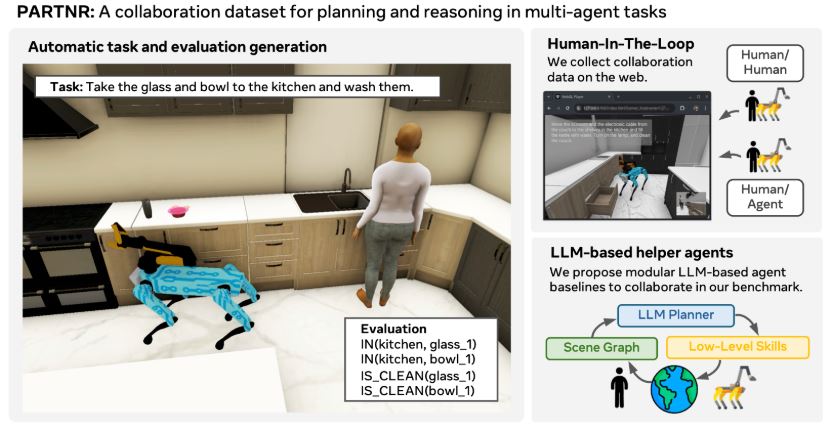 PARTNR: A collaboration dataset for planning and reasoning in multi-agent tasks
Automatic task and evaluation generation
Task: Take the glass and bowl to the kitchen and wash them.
Evaluation
IN(kitchen, glass_1)
IN(kitchen, bowl_1)
IS_CLEAN(glass_1)
IS_CLEAN(bowl_1)
Human-In-The-Loop
We collect collaboration
data on the web.
Human/
Human
Human/
Agent
LLM-based helper agents
We propose modular LLM-based agent
baselines to collaborate in our benchmark.
LLM Planner
Scene Graph
Low-Level Skills